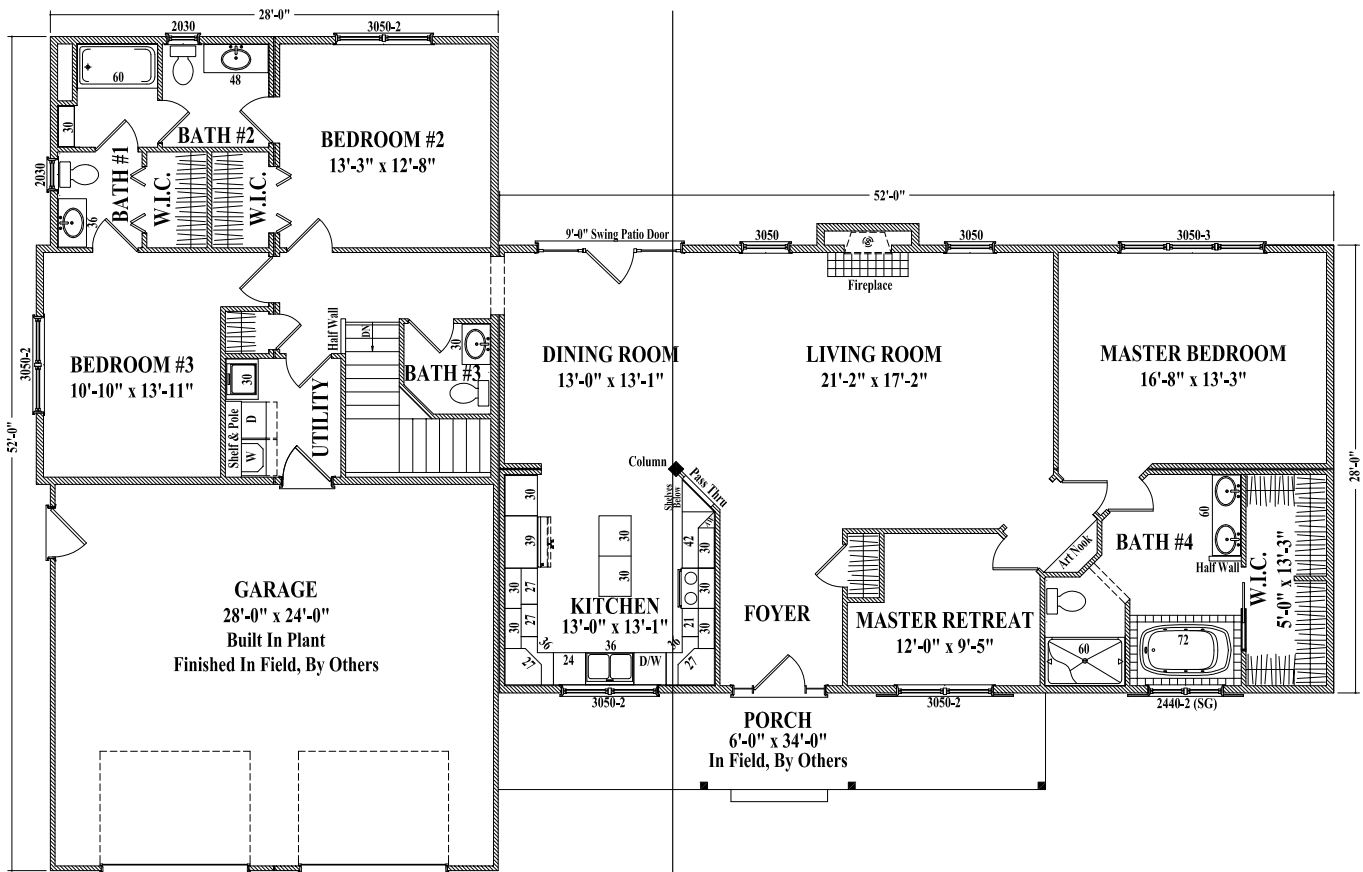 28'-0"
2030
3050-2
60
48
30
BATH #2
BEDROOM #2
13'-3" x 12'-8"
2030
BATH #1
36
W.I.C.
W.I.C.
52'-0"
9'-0" Swing Patio Door
3050
3050
3050-3
Fireplace
Half Wall
DN
30
BATH #3
BEDROOM #3
10'-10" x 13'-11"
3050-2
30
Shelf & Pole
D
W
UTILITY
DINING ROOM
13'-0" x 13'-1"
LIVING ROOM
21'-2" x 17'-2"
MASTER BEDROOM
16'-8" x 13'-3"
52'-0"
28'-0"
Column
Pass Thru
Shelves
Below
30
39
30
30
42
30
30
27
30
27
30
30
21
30
36
36
27
24
36
D/W
27
KITCHEN
13'-0" x 13'-1"
3050-2
GARAGE
28'-0" x 24'-0"
Built In Plant
Finished In Field, By Others
FOYER
MASTER RETREAT
12'-0" x 9'-5"
3050-2
Art Nook
BATH #4
60
Half Wall
W.I.C.
5'-0" x 13'-3"
60
72
2440-2 (SG)
PORCH
6'-0" x 34'-0"
In Field, By Others